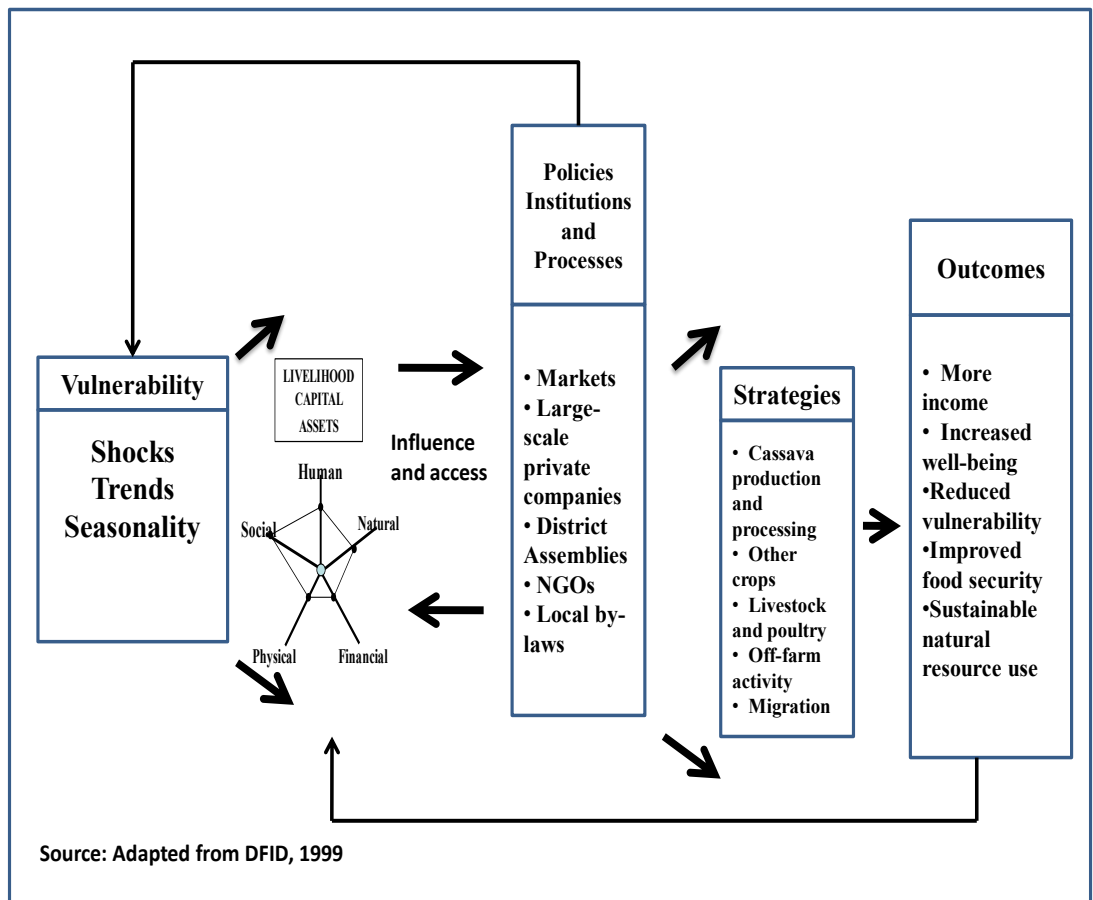 Vulnerability
Shocks
Trends
Seasonality
LIVELIHOOD
CAPITAL
ASSETS
Human
Social
Natural
Physical
Financial
Influence
and access
Policies
Institutions
and
Processes
• Markets
• Large-
scale
private
companies
• District
Assemblies
• NGOs
• Local by-
laws
Strategies
• Cassava
production
and
processing
• Other
crops
• Livestock
and poultry
• Off-farm
activity
• Migration
Outcomes
• More
income
• Increased
well-being
•Reduced
vulnerability
•Improved
food security
•Sustainable
natural
resource use
Source: Adapted from DFID, 1999